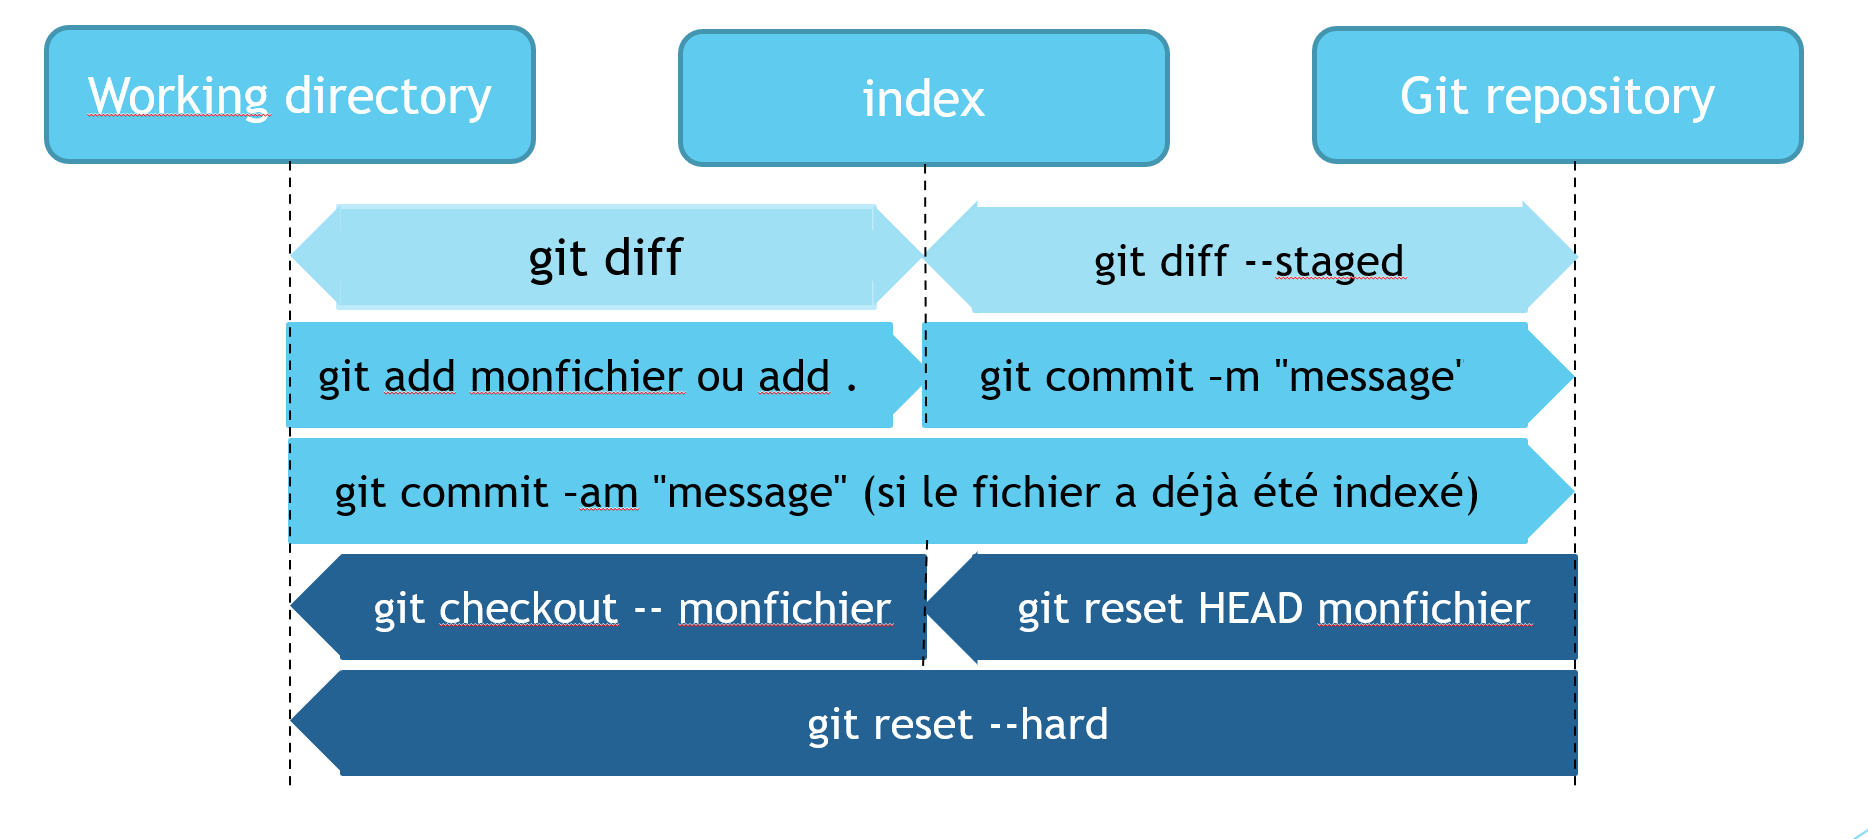 Working directory
index
Git repository
git diff
git diff --staged
git add monfichier ou add .
git commit –m "message'
git commit –am "message" (si le fichier a déjà été indexé)
git checkout -- monfichier
git reset HEAD monfichier
git reset --hard